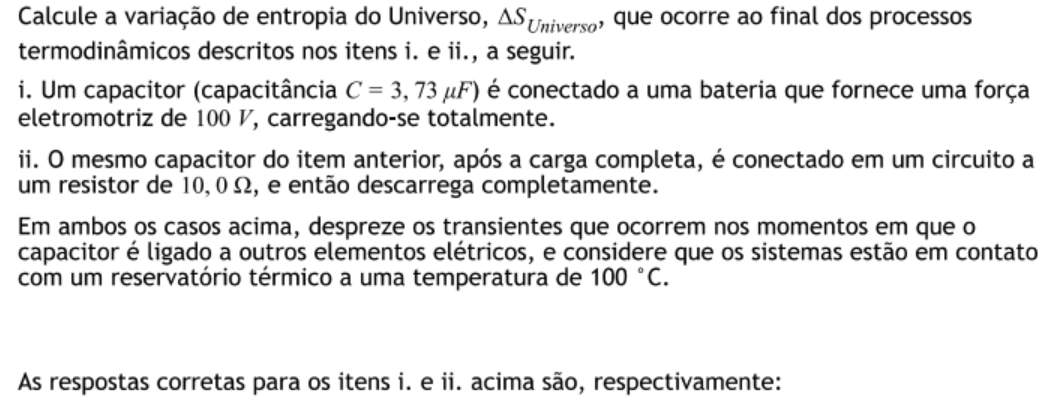 Calcule a variação de entropia do Universo, ΔS_Universo, que ocorre ao final dos processos
termodinâmicos descritos nos itens i. e ii., a seguir.
i. Um capacitor (capacitância C = 3, 73 μF) é conectado a uma bateria que fornece uma força
eletromotriz de 100 V, carregando-se totalmente.
ii. O mesmo capacitor do item anterior, após a carga completa, é conectado em um circuito a
um resistor de 10, 0 Ω, e então descarrega completamente.
Em ambos os casos acima, despreze os transientes que ocorrem nos momentos em que o
capacitor é ligado a outros elementos elétricos, e considere que os sistemas estão em contato
com um reservatório térmico a uma temperatura de 100 °C.
As respostas corretas para os itens i. e ii. acima são, respectivamente: